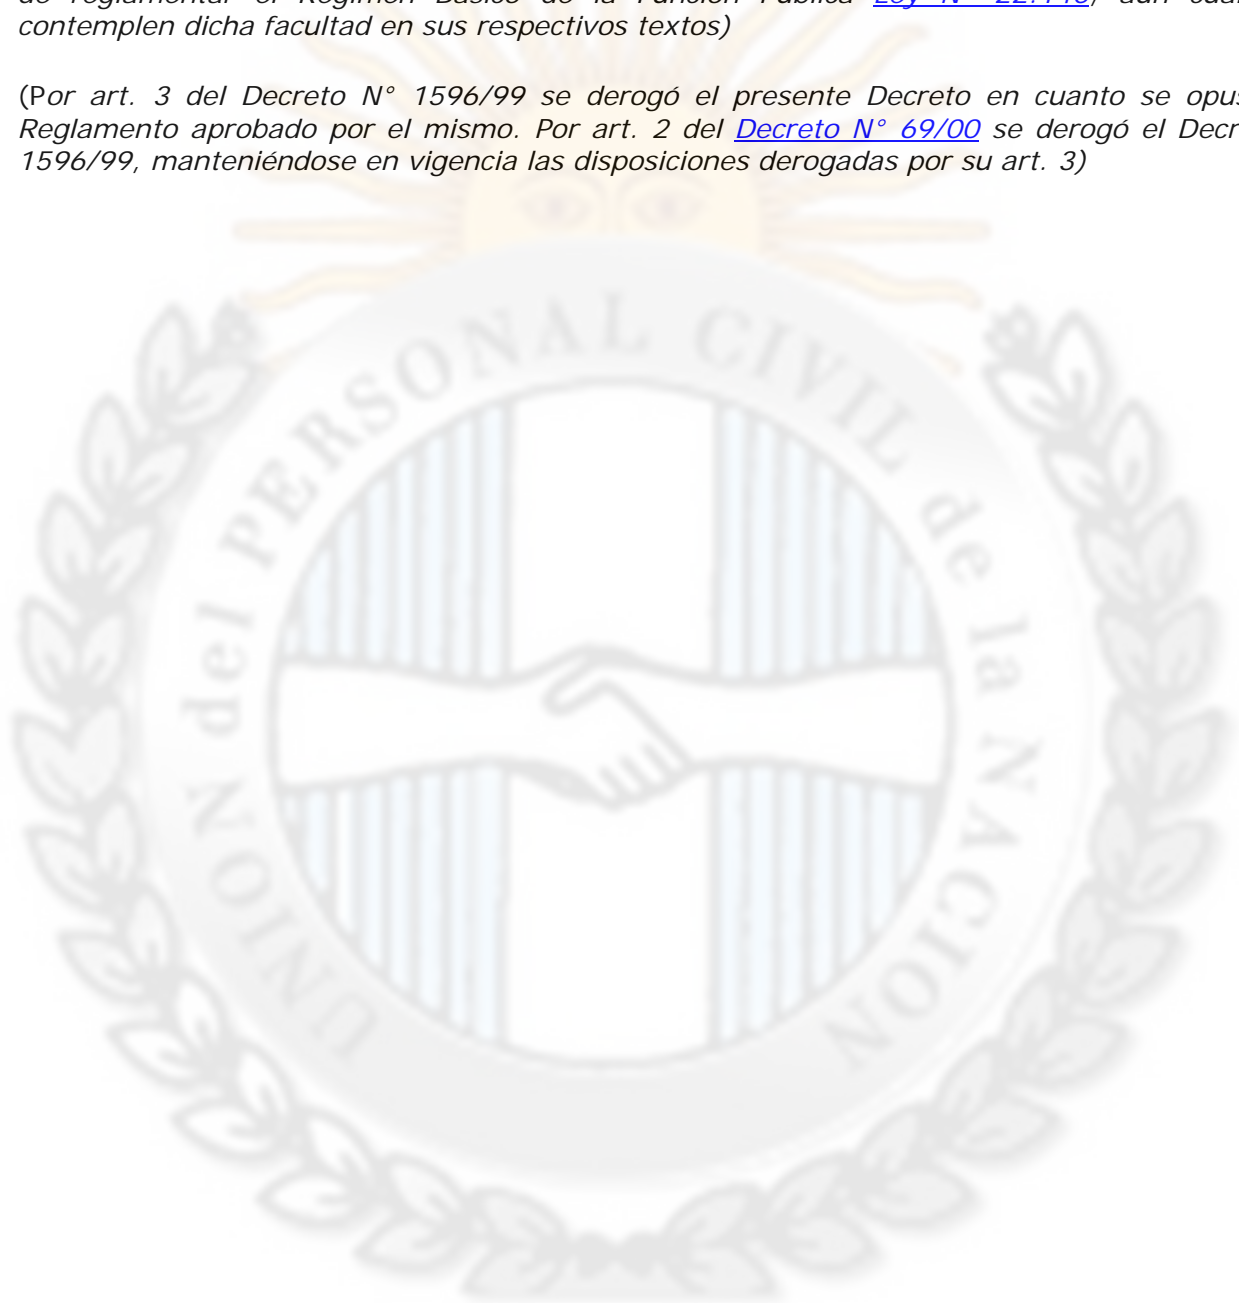 de reglamentar el Régimen Básico de la Función Pública Ley N° 22.140, aún
contemplen dicha facultad en sus respectivos textos)
(Por art. 3 del Decreto N° 1596/99 se derogó el presente Decreto en cuanto se
Reglamento aprobado por el mismo. Por art. 2 del Decreto N° 69/00 se derogó el
1596/99, manteniéndose en vigencia las disposiciones derogadas por su art. 3)
UNION del PERSONAL CIVIL de la NACION